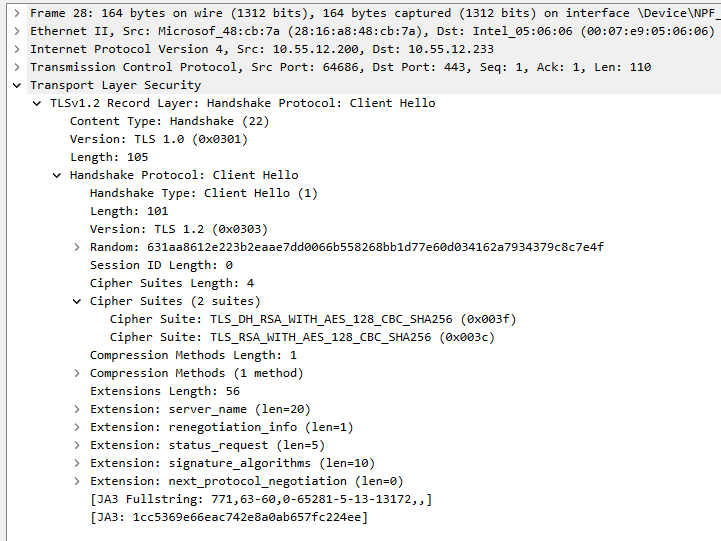 Frame 28: 164 bytes on wire (1312 bits), 164 bytes captured (1312 bits) on interface \Device\NPF_
Ethernet II, Src: Microsof_48:cb:7a (28:16:a8:48:cb:7a), Dst: Intel_05:06:06 (00:07:e9:05:06:06)
Internet Protocol Version 4, Src: 10.55.12.200, Dst: 10.55.12.233
Transmission Control Protocol, Src Port: 64686, Dst Port: 443, Seq: 1, Ack: 1, Len: 110
Transport Layer Security
TLSv1.2 Record Layer: Handshake Protocol: Client Hello
Content Type: Handshake (22)
Version: TLS 1.0 (0x0301)
Length: 105
Handshake Protocol: Client Hello
Handshake Type: Client Hello (1)
Length: 101
Version: TLS 1.2 (0x0303)
Random: 631aa8612e223b2eaae7dd0066b558268bb1d77e60d034162a7934379c8c7e4f
Session ID Length: 0
Cipher Suites Length: 4
Cipher Suites (2 suites)
Cipher Suite: TLS_DH_RSA_WITH_AES_128_CBC_SHA256 (0x003f)
Cipher Suite: TLS_RSA_WITH_AES_128_CBC_SHA256 (0x003c)
Compression Methods Length: 1
Compression Methods (1 method)
Extensions Length: 56
Extension: server_name (len=20)
Extension: renegotiation_info (len=1)
Extension: status_request (len=5)
Extension: signature_algorithms (len=10)
Extension: next_protocol_negotiation (len=0)
[JA3 Fullstring: 771,63-60,0-65281-5-13-13172,,]
[JA3: 1cc5369e66eac742e8a0ab657fc224ee]